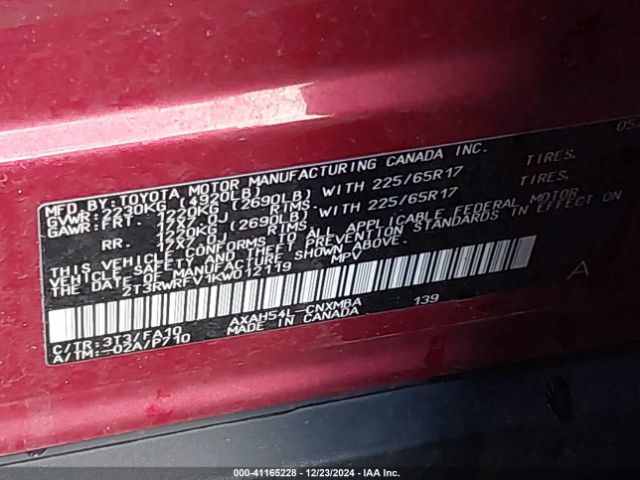 MFD.BY:TOYOTA MOTOR MANUFACTURING CANADA INC. 05
GVWR:2230KG (4920LB)
GAWR:FRT. 1220KG (2690LB) WITH 225/65R17 TIRES,
17X7.0J RIMS.
RR. 1220KG (2690LB) WITH 225/65R17 TIRES,
17X7.0J RIMS.
THIS VEHICLE CONFORMS TO ALL APPLICABLE FEDERAL MOTOR
VEHICLE SAFETY AND THEFT PREVENTION STANDARDS IN EFFECT ON
THE DATE OF MANUFACTURE SHOWN ABOVE.
2T3RWRFV1KW012119 MPV A
C/TR:3T3/FA10 AXAH54L-CNXMBA 139
A/TM:-02A/P710 MADE IN CANADA
000-41165228 - 12/23/2024 - IAA Inc.